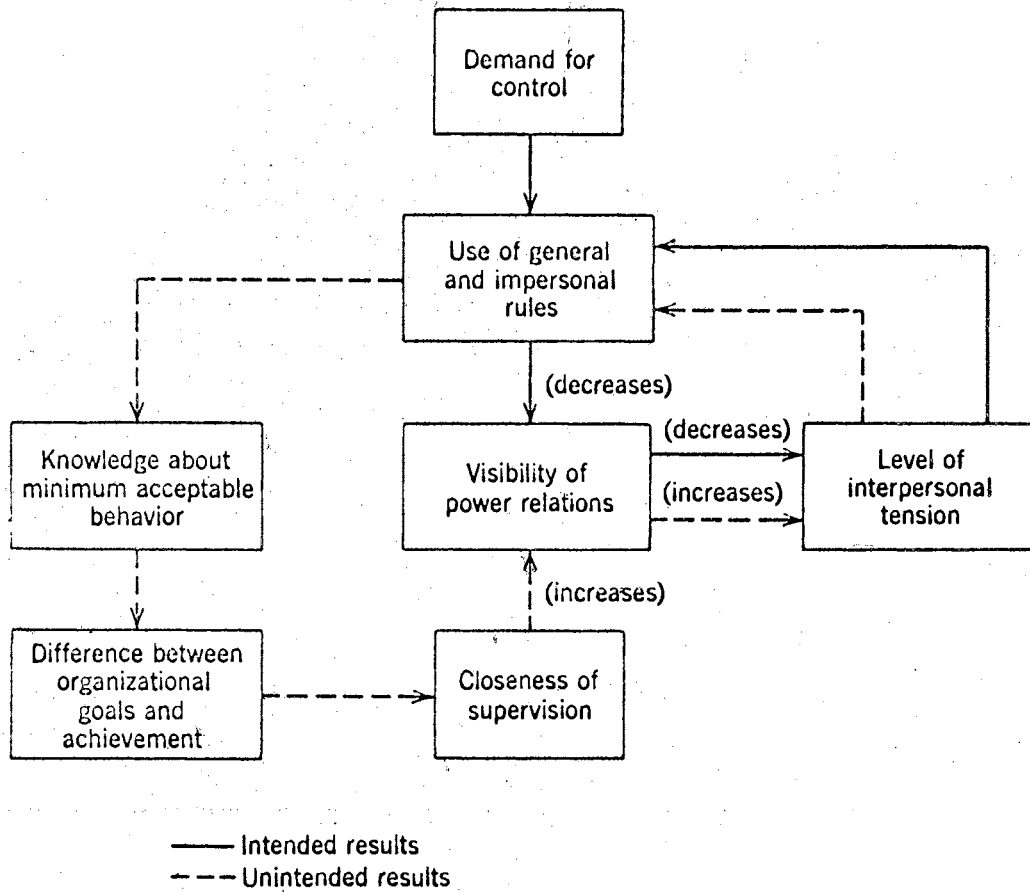 Demand for
control
Use of general
and impersonal
rules
(decreases)
Knowledge about
minimum acceptable
behavior
Visibility of
power relations
(decreases)
(increases)
Level of
interpersonal
tension
(increases)
Difference between
organizational
goals and
achievement
Closeness of
supervision
Intended results
Unintended results